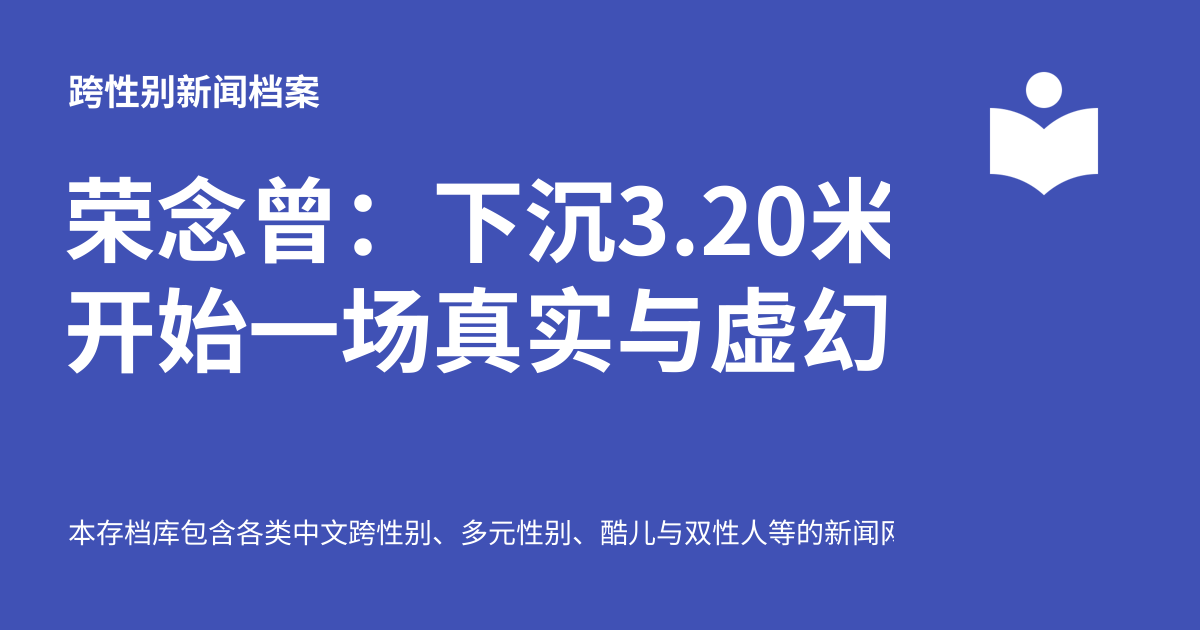 跨性别新闻档案
荣念曾：下沉3.20米
开始一场真实与虚幻
本存档库包含各类中文跨性别、多元性别、酷儿与双性人等的新闻